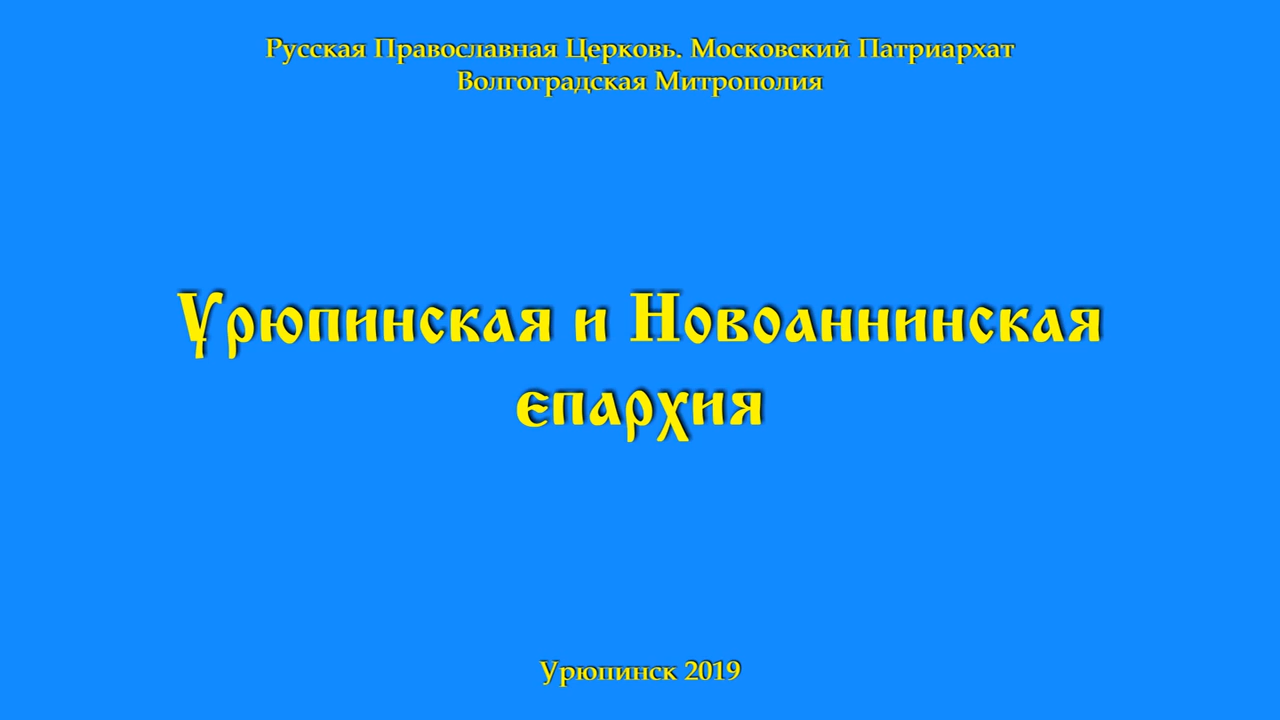 Русская Православная Церковь. Московский Патриархат
Волгоградская Митрополия
Урюпинская и Новоаннинская
епархия
Урюпинск 2019